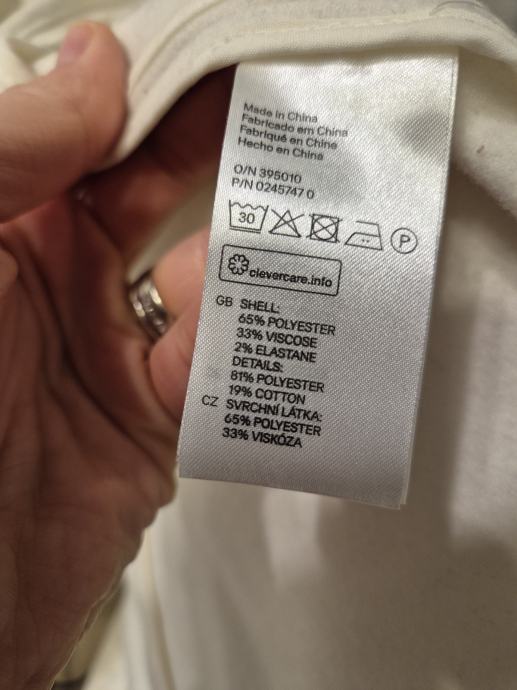 Made in China
Fabricado em China
Fabriqué en Chine
Hecho en China
O/N 395010
P/N 0245747 0
30 P
clevercare.info
GB SHELL:
65% POLYESTER
33% VISCOSE
2% ELASTANE
DETAILS:
81% POLYESTER
19% COTTON
CZ SVRCHNÍ LÁTKA:
65% POLYESTER
33% VISKÓZA